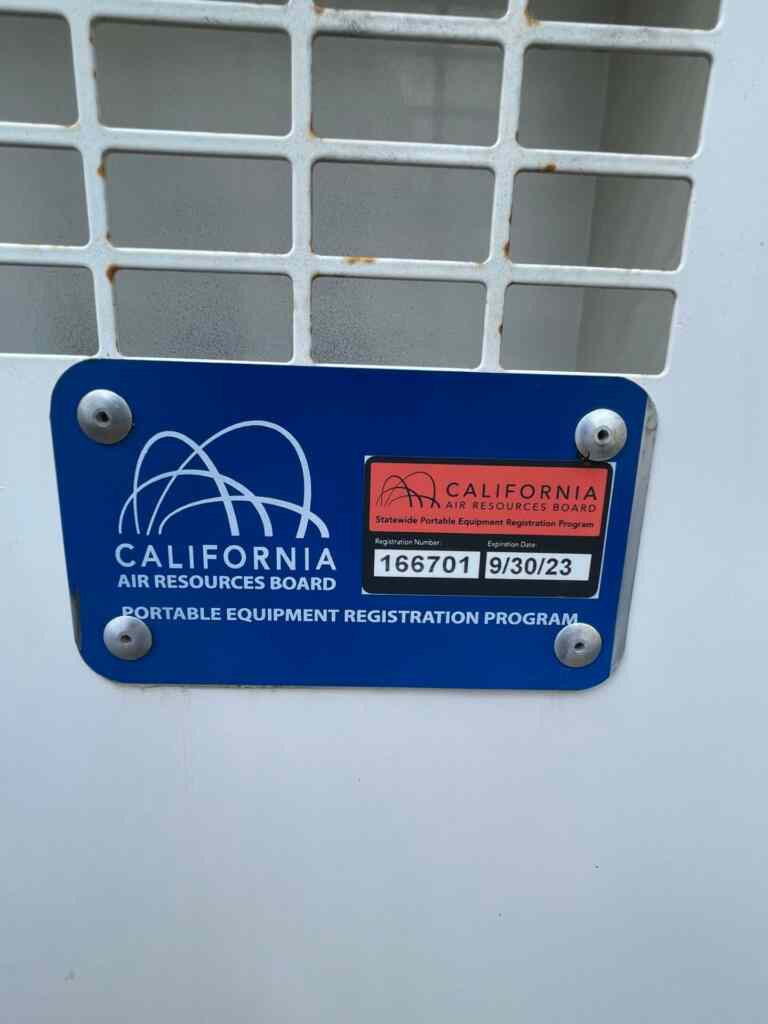 CALIFORNIA
AIR RESOURCES BOARD
PORTABLE EQUIPMENT REGISTRATION PROGRAM
CALIFORNIA
AIR RESOURCES BOARD
Statewide Portable Equipment Registration Program
Registration Number: Expiration Date:
166701 9/30/23